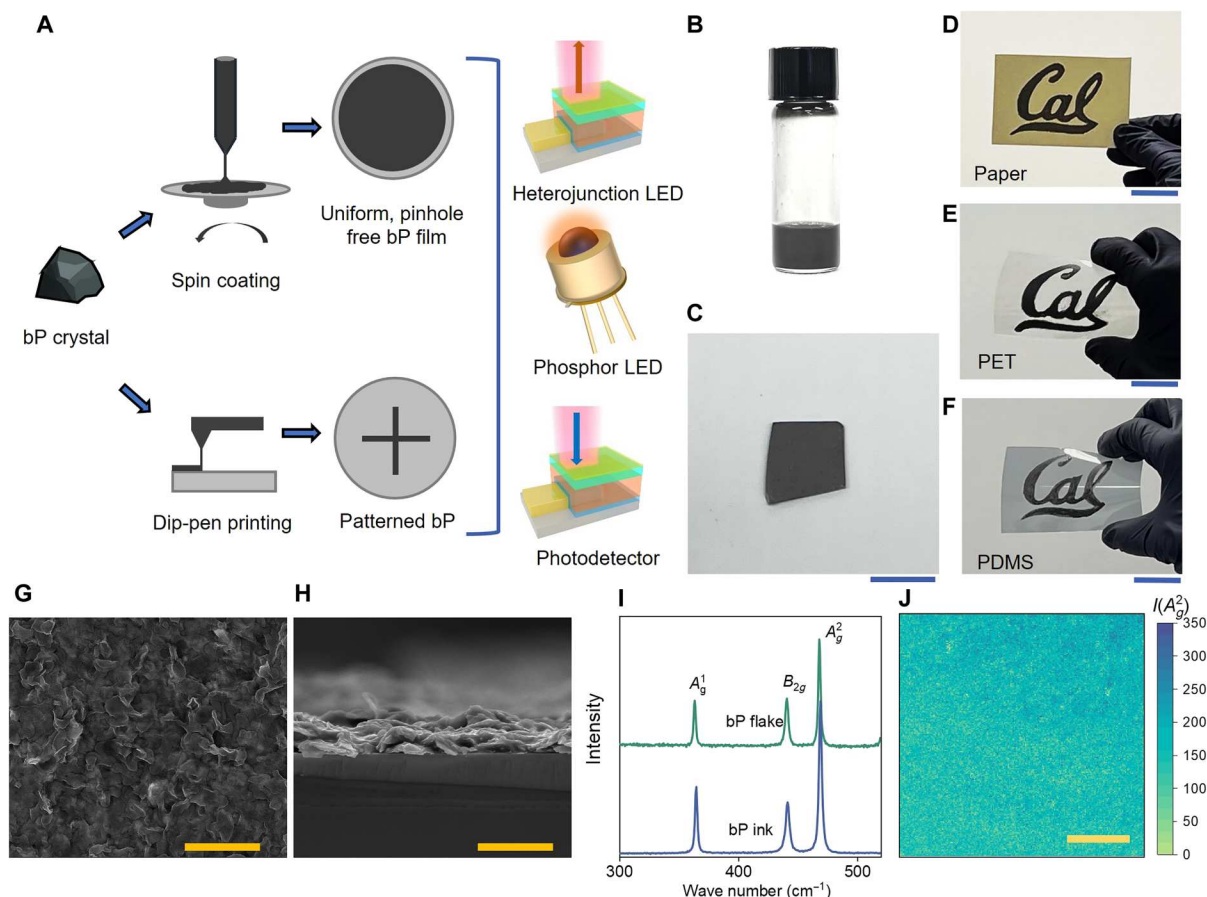 A
bP crystal
Spin coating
Uniform, pinhole
free bP film
Dip-pen printing
Patterned bP
Heterojunction LED
Phosphor LED
Photodetector
B
C
D
Cal
Paper
E
Cal
PET
F
Cal
PDMS
G
H
I
Intensity
A¹g
B2g
A²g
bP flake
bP ink
300
400
500
Wave number (cm⁻¹)
J
I(A²g)
350
300
250
200
150
100
50
0